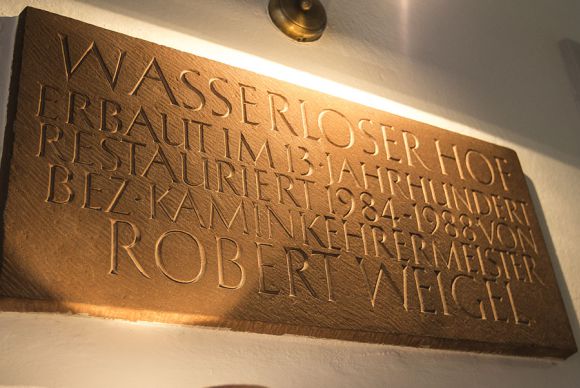 WASSERLOSER HOF
ERBAUT IM 13. JAHRHUNDERT
RESTAURIERT 1984-1988 VON
BEZ. KAMINKEHRERMEISTER
ROBERT WEIGEL